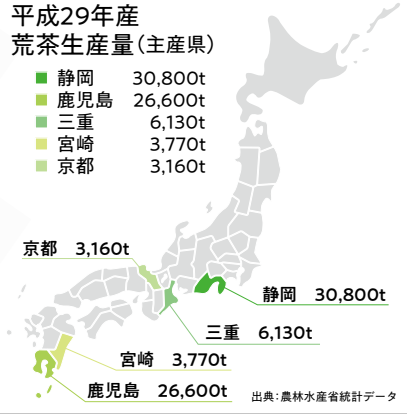 平成29年産
荒茶生産量(主産県)
静岡 30,800t
鹿児島 26,600t
三重 6,130t
宮崎 3,770t
京都 3,160t
京都 3,160t
静岡 30,800t
三重 6,130t
宮崎 3,770t
鹿児島 26,600t
出典:農林水産省統計データ